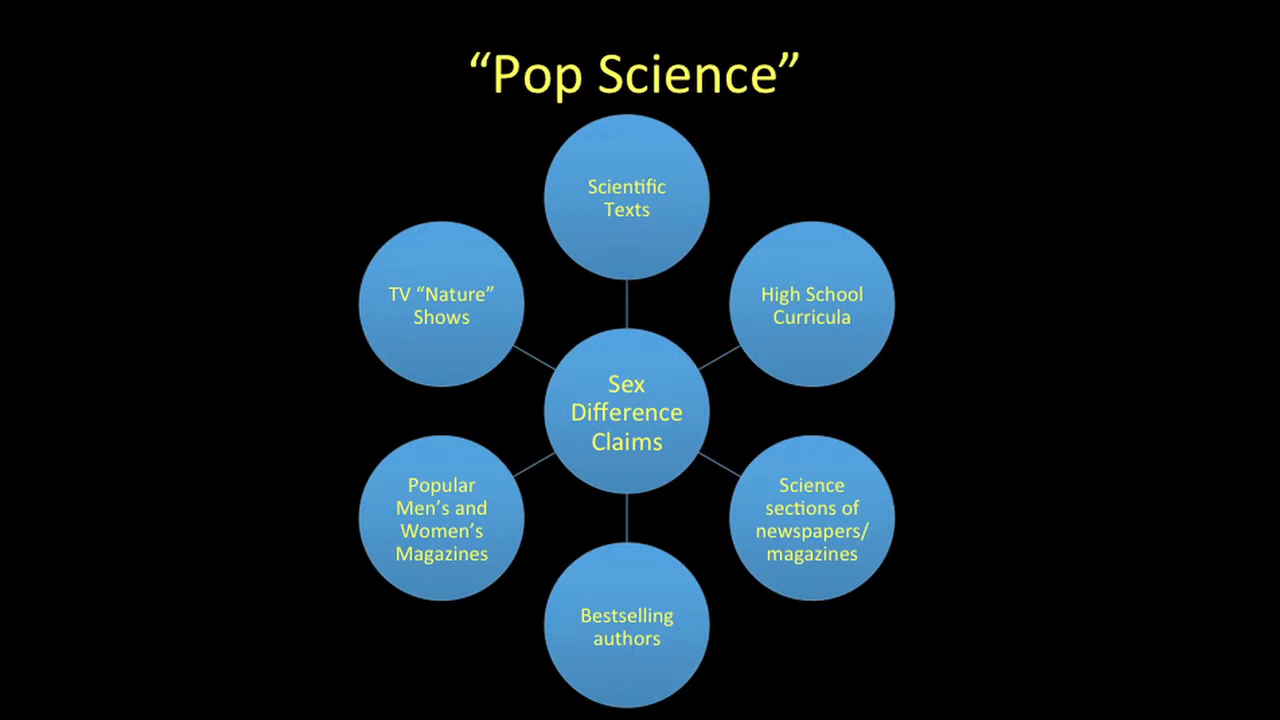 “Pop Science”
Scientific
Texts
TV “Nature”
Shows
High School
Curricula
Sex
Difference
Claims
Popular
Men’s and
Women’s
Magazines
Science
sections of
newspapers/
magazines
Bestselling
authors